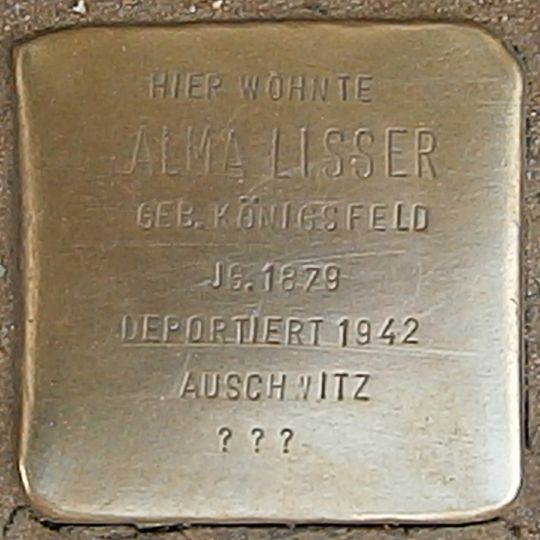 HIER WOHNTE
ALMA LISSER
GEB. KÖNIGSFELD
JG. 1879
DEPORTIERT 1942
AUSCHWITZ
? ? ?